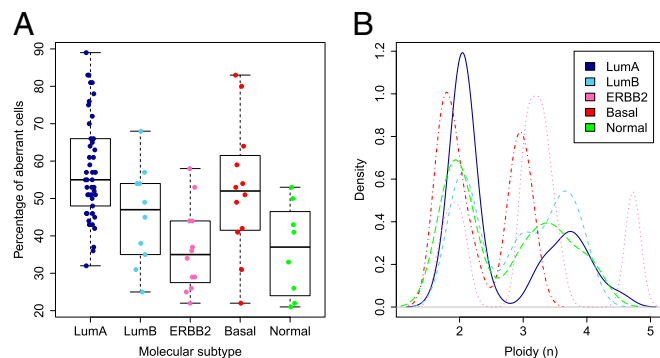 A
Percentage of aberrant cells
90
80
70
60
50
40
30
20
LumA LumB ERBB2 Basal Normal
Molecular subtype
B
Density
1.2
1.0
0.8
0.6
0.4
0.2
0.0
LumA
LumB
ERBB2
Basal
Normal
2 3 4 5
Ploidy (n)